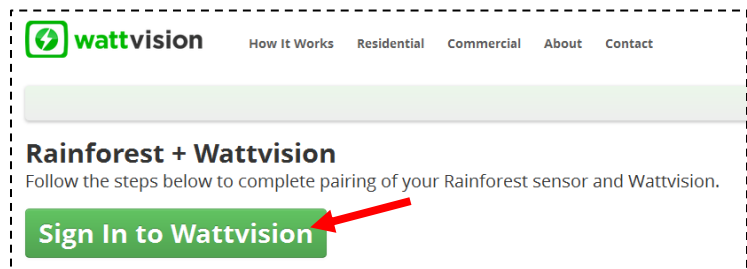 wattvision How It Works Residential Commercial About Contact
Rainforest + Wattvision
Follow the steps below to complete pairing of your Rainforest sensor and Wattvision.
Sign In to Wattvision